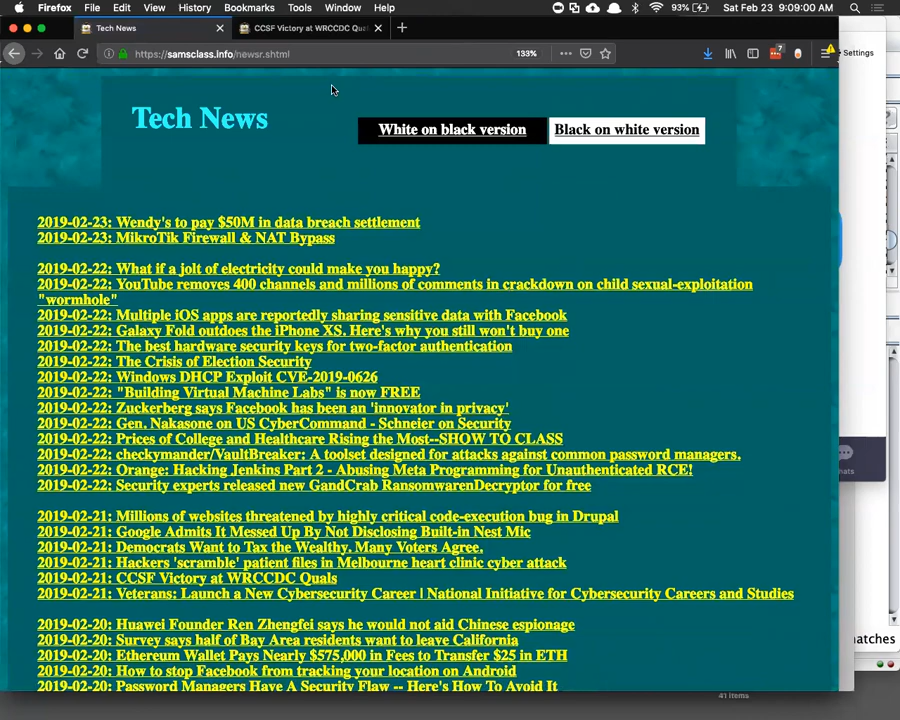 Firefox File Edit View History Bookmarks Tools Window Help 93% Sat Feb 23 9:09:00 AM
Tech News CCSF Victory at WRCCDC Qual
https://samsclass.info/newsr.shtml 133% 7 Settings
Tech News
White on black version Black on white version
2019-02-23: Wendy's to pay $50M in data breach settlement
2019-02-23: MikroTik Firewall & NAT Bypass
2019-02-22: What if a jolt of electricity could make you happy?
2019-02-22: YouTube removes 400 channels and millions of comments in crackdown on child sexual-exploitation
"wormhole"
2019-02-22: Multiple iOS apps are reportedly sharing sensitive data with Facebook
2019-02-22: Galaxy Fold outdoes the iPhone XS. Here's why you still won't buy one
2019-02-22: The best hardware security keys for two-factor authentication
2019-02-22: The Crisis of Election Security
2019-02-22: Windows DHCP Exploit CVE-2019-0626
2019-02-22: "Building Virtual Machine Labs" is now FREE
2019-02-22: Zuckerberg says Facebook has been an 'innovator in privacy'
2019-02-22: Gen. Nakasone on US CyberCommand - Schneier on Security
2019-02-22: Prices of College and Healthcare Rising the Most--SHOW TO CLASS
2019-02-22: checkymander/VaultBreaker: A toolset designed for attacks against common password managers.
2019-02-22: Orange: Hacking Jenkins Part 2 - Abusing Meta Programming for Unauthenticated RCE!
2019-02-22: Security experts released new GandCrab RansomwarenDecryptor for free
2019-02-21: Millions of websites threatened by highly critical code-execution bug in Drupal
2019-02-21: Google Admits It Messed Up By Not Disclosing Built-in Nest Mic
2019-02-21: Democrats Want to Tax the Wealthy. Many Voters Agree.
2019-02-21: Hackers 'scramble' patient files in Melbourne heart clinic cyber attack
2019-02-21: CCSF Victory at WRCCDC Quals
2019-02-21: Veterans: Launch a New Cybersecurity Career | National Initiative for Cybersecurity Careers and Studies
2019-02-20: Huawei Founder Ren Zhengfei says he would not aid Chinese espionage
2019-02-20: Survey says half of Bay Area residents want to leave California
2019-02-20: Ethereum Wallet Pays Nearly $575,000 in Fees to Transfer $25 in ETH
2019-02-20: How to stop Facebook from tracking your location on Android
2019-02-20: Password Managers Have A Security Flaw -- Here's How To Avoid It
hats
natches
41 items